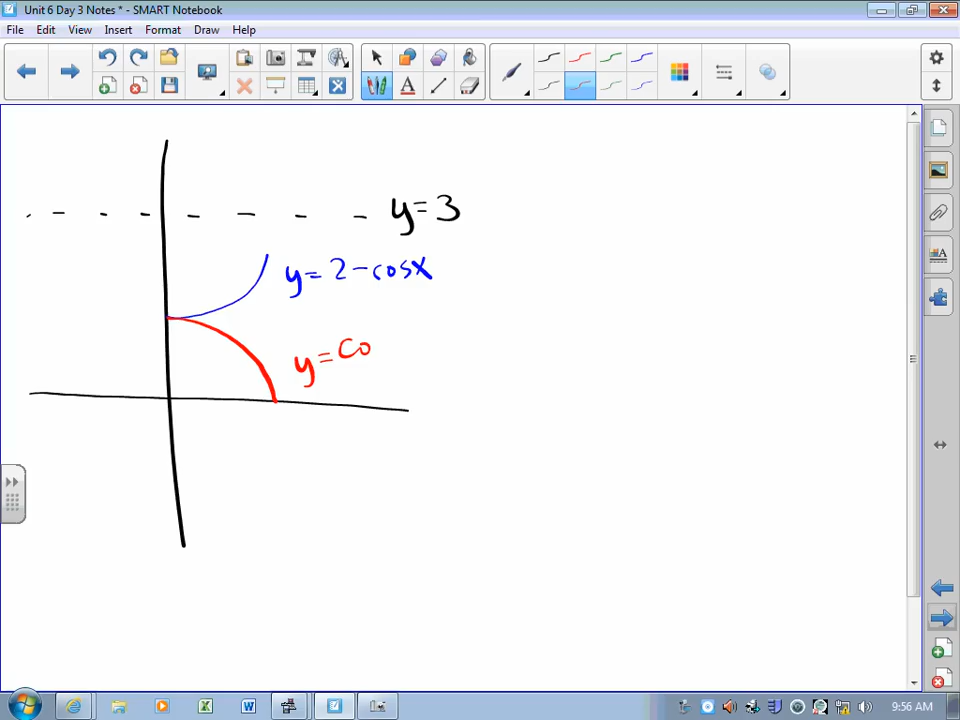 Unit 6 Day 3 Notes * - SMART Notebook
File Edit View Insert Format Draw Help
y=3
y=2-cosx
y=co
9:56 AM